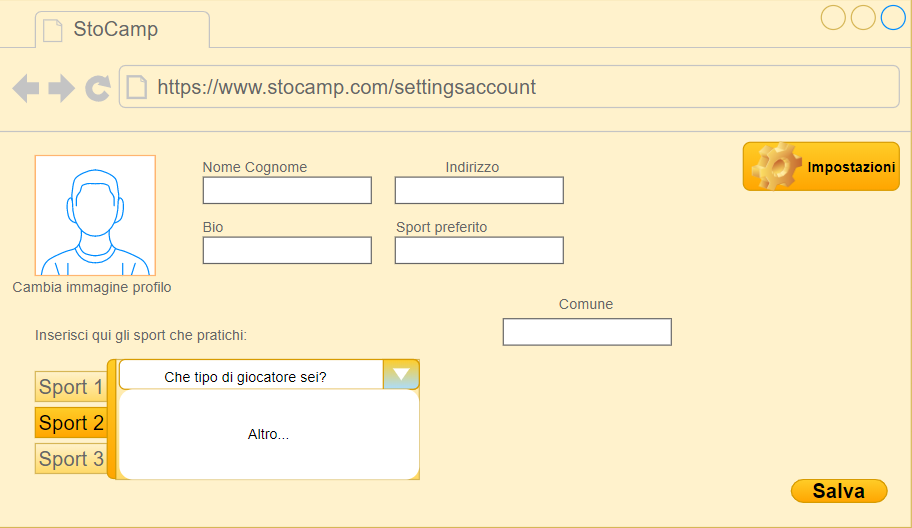 StoCamp
https://www.stocamp.com/settingsaccount
Impostazioni
Nome Cognome
Indirizzo
Bio
Sport preferito
Cambia immagine profilo
Comune
Inserisci qui gli sport che pratichi:
Che tipo di giocatore sei?
Sport 1
Sport 2
Altro...
Sport 3
Salva